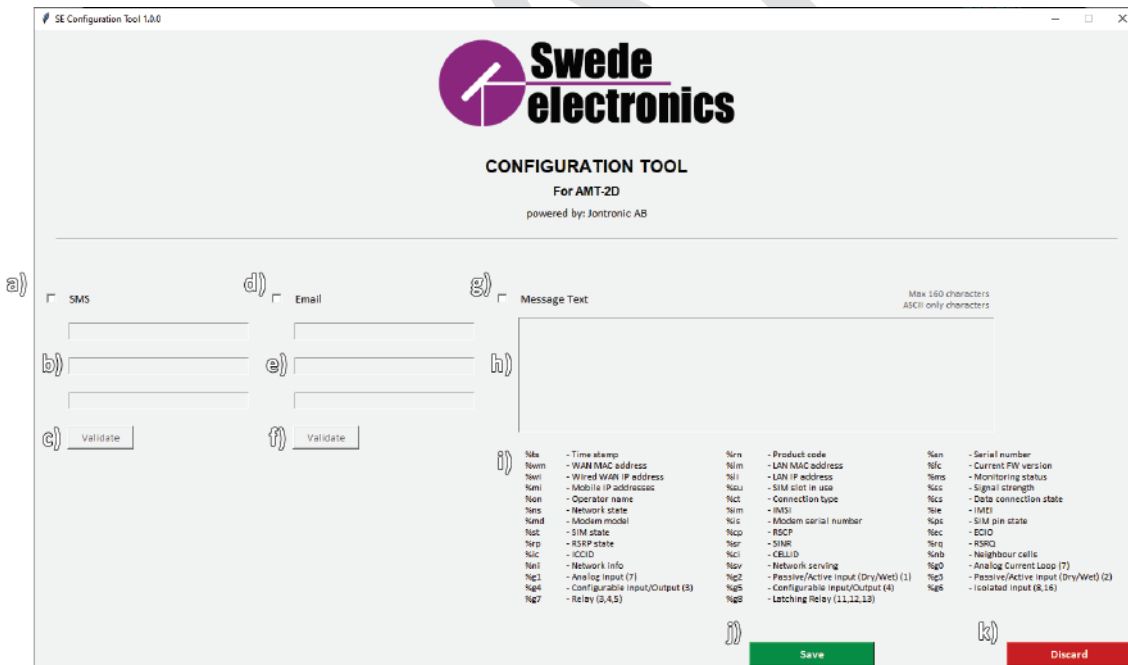 SE Configuration Tool 1.0.0
Swede
electronics
CONFIGURATION TOOL
For AMT-2D
powered by: Jontronic AB
a) SMS d) Email g) Message Text Max 160 characters
ASCII only characters
b) e) h)
c) Validate f) Validate
i) %ts - Time stamp %rn - Product code %sn - Serial number
%wm - WAN MAC address %lm - LAN MAC address %fc - Current FW version
%wi - Wired WAN IP address %li - LAN IP address %ms - Monitoring status
%mi - Mobile IP addresses %su - SIM slot in use %ss - Signal strength
%on - Operator name %ct - Connection type %cs - Data connection state
%ns - Network state %im - IMSI %ie - IMEI
%md - Modem model %is - Modem serial number %ps - SIM pin state
%st - SIM state %cp - RSCP %ec - ECIO
%rp - RSRP state %sr - SINR %rq - RSRQ
%ic - ICCID %ci - CELLID %nb - Neighbour cells
%ni - Network info %sv - Network serving %g0 - Analog Current Loop (7)
%g1 - Analog Input (7) %g2 - Passive/Active Input (Dry/Wet) (1) %g3 - Passive/Active Input (Dry/Wet) (2)
%g4 - Configurable Input/Output (3) %g5 - Configurable Input/Output (4) %g6 - Isolated Input (8,16)
%g7 - Relay (3,4,5) %g8 - Latching Relay (11,12,13)
j) Save k) Discard